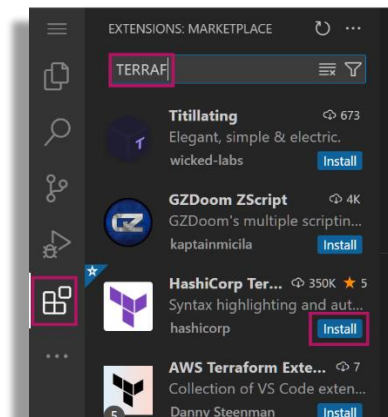 EXTENSIONS: MARKETPLACE
TERRAF
Titillating 673
Elegant, simple & electric.
wicked-labs Install
GZDoom ZScript 4K
GZDoom's multiple scriptin...
kaptainmicila Install
HashiCorp Ter... 350K ★ 5
Syntax highlighting and aut...
hashicorp Install
AWS Terraform Exte... 7
Collection of VS Code exten...
5 Danny Steenman Install